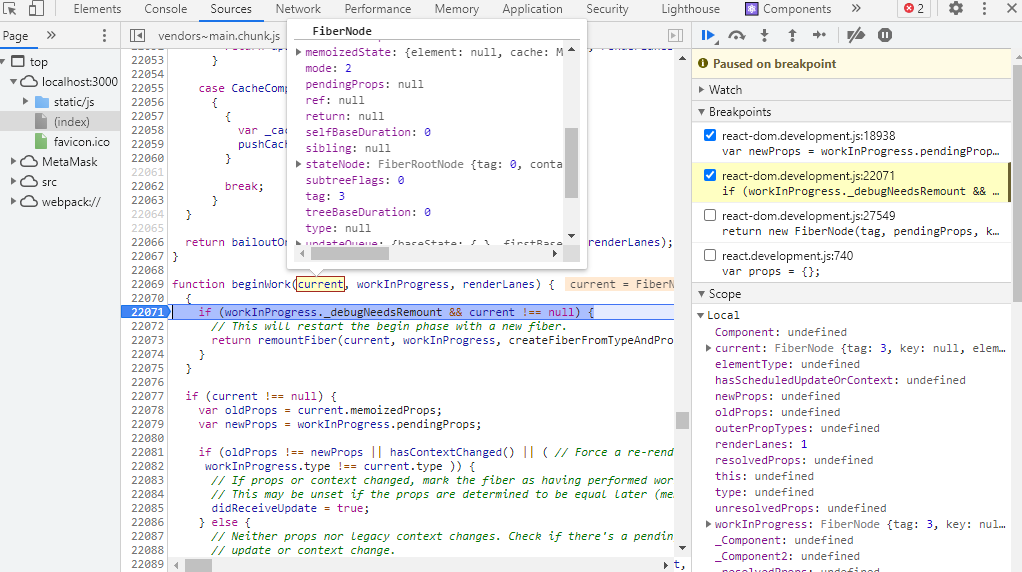 Elements Console Sources Network Performance Memory Application Security Lighthouse Components 2
Page
vendors~main.chunk.js
top
localhost:3000
static/js
(index)
favicon.ico
MetaMask
src
webpack://
FiberNode
memoizedState: {element: null, cache: M
mode: 2
pendingProps: null
ref: null
return: null
selfBaseDuration: 0
sibling: null
stateNode: FiberRootNode {tag: 0, conta
subtreeFlags: 0
tag: 3
treeBaseDuration: 0
type: null
updateQueue: {baseState: {…}, firstBase
22053 }
22054
22055 case CacheComp
22056 {
22057 {
22058 var _cac
22059 pushCach
22060 }
22061
22062 break;
22063 }
22064 }
22065
22066 return bailoutOn renderLanes);
22067 }
22068
22069 function beginWork(current, workInProgress, renderLanes) { current = FiberN
22070 {
22071 if (workInProgress._debugNeedsRemount && current !== null) {
22072 // This will restart the begin phase with a new fiber.
22073 return remountFiber(current, workInProgress, createFiberFromTypeAndPro
22074 }
22075 }
22076
22077 if (current !== null) {
22078 var oldProps = current.memoizedProps;
22079 var newProps = workInProgress.pendingProps;
22080
22081 if (oldProps !== newProps || hasContextChanged() || ( // Force a re-rend
22082 workInProgress.type !== current.type )) {
22083 // If props or context changed, mark the fiber as having performed wor
22084 // This may be unset if the props are determined to be equal later (me
22085 didReceiveUpdate = true;
22086 } else {
22087 // Neither props nor legacy context changes. Check if there's a pendin
22088 // update or context change.
22089
Paused on breakpoint
Watch
Breakpoints
react-dom.development.js:18938
var newProps = workInProgress.pendingProp…
react-dom.development.js:22071
if (workInProgress._debugNeedsRemount && …
react-dom.development.js:27549
return new FiberNode(tag, pendingProps, k…
react.development.js:740
var props = {};
Scope
Local
Component: undefined
current: FiberNode {tag: 3, key: null, elem…
elementType: undefined
hasScheduledUpdateOrContext: undefined
newProps: undefined
oldProps: undefined
outerPropTypes: undefined
renderLanes: 1
resolvedProps: undefined
this: undefined
type: undefined
unresolvedProps: undefined
workInProgress: FiberNode {tag: 3, key: nul…
_Component: undefined
_Component2: undefined
_resolvedProps: undefined